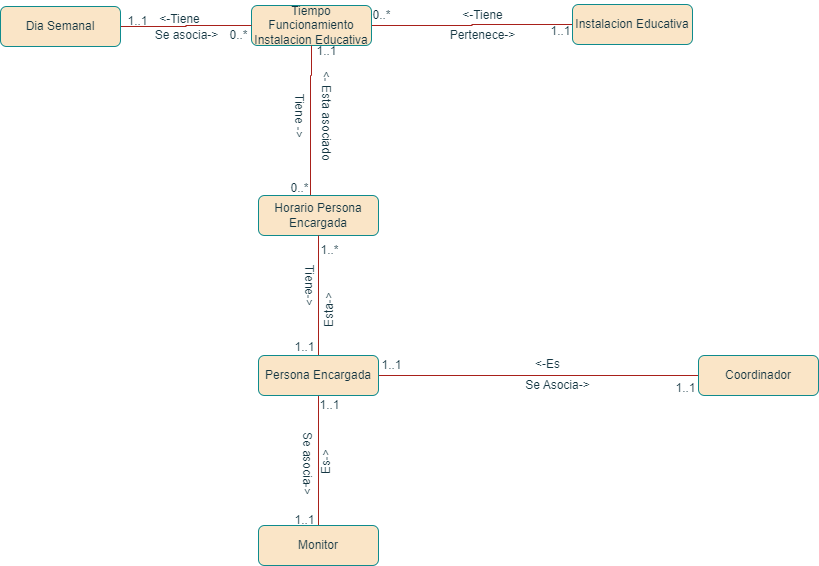 Dia Semanal
1..1
<-Tiene
Se asocia->
0..*
Tiempo
Funcionamiento
Instalacion Educativa
0..*
<-Tiene
Pertenece->
1..1
Instalacion Educativa
1..1
Tiene ->
<- Esta asociado
0..*
Horario Persona
Encargada
1..*
Tiene->
Esta->
1..1
Persona Encargada
1..1
<-Es
Se Asocia->
1..1
Coordinador
1..1
Se asocia->
<-Es
1..1
Monitor